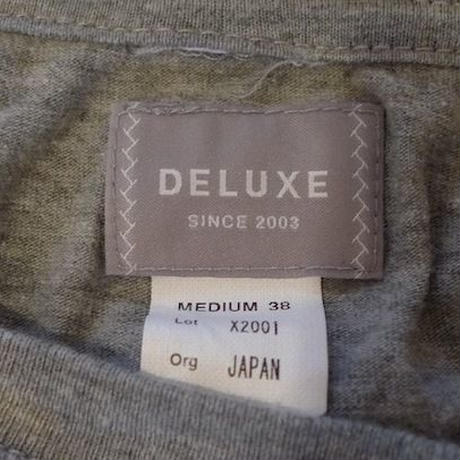 DELUXE
SINCE 2003
MEDIUM 38
Lot X2001
Org JAPAN